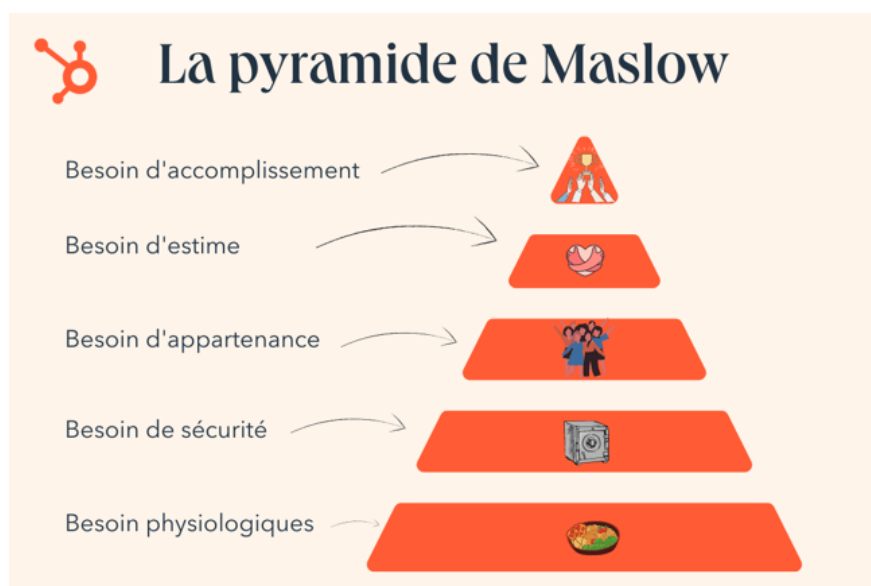 La pyramide de Maslow
Besoin d'accomplissement
Besoin d'estime
Besoin d'appartenance
Besoin de sécurité
Besoin physiologiques